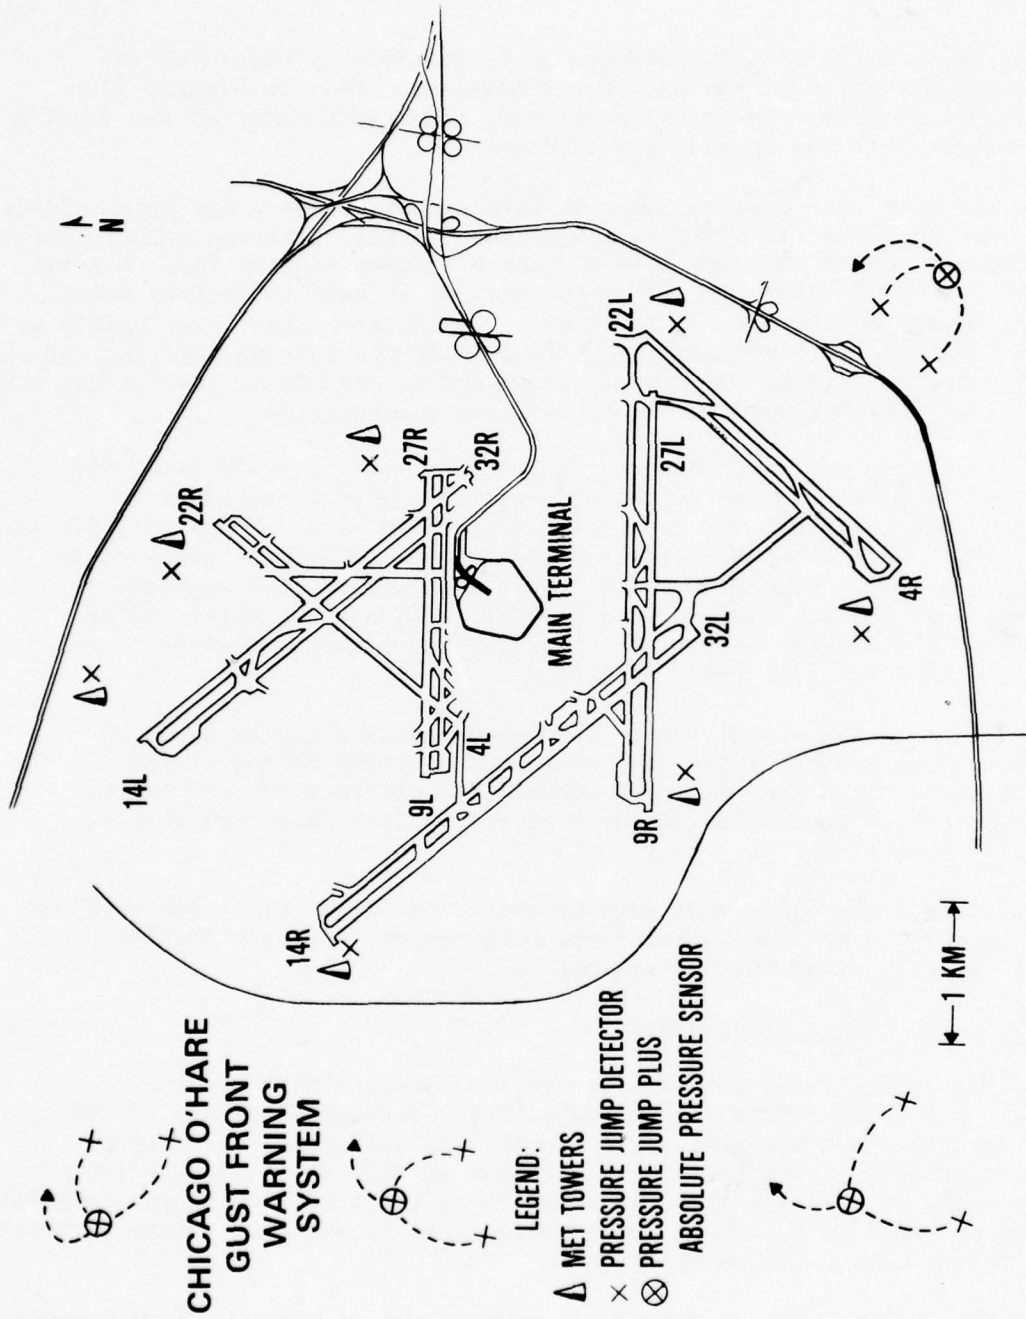 CHICAGO O'HARE
GUST FRONT
WARNING
SYSTEM
LEGEND:
MET TOWERS
PRESSURE JUMP DETECTOR
PRESSURE JUMP PLUS
ABSOLUTE PRESSURE SENSOR
1 KM
N
14L
22R
27R
32R
14R
9L
4L
MAIN TERMINAL
22L
27L
32L
9R
4R